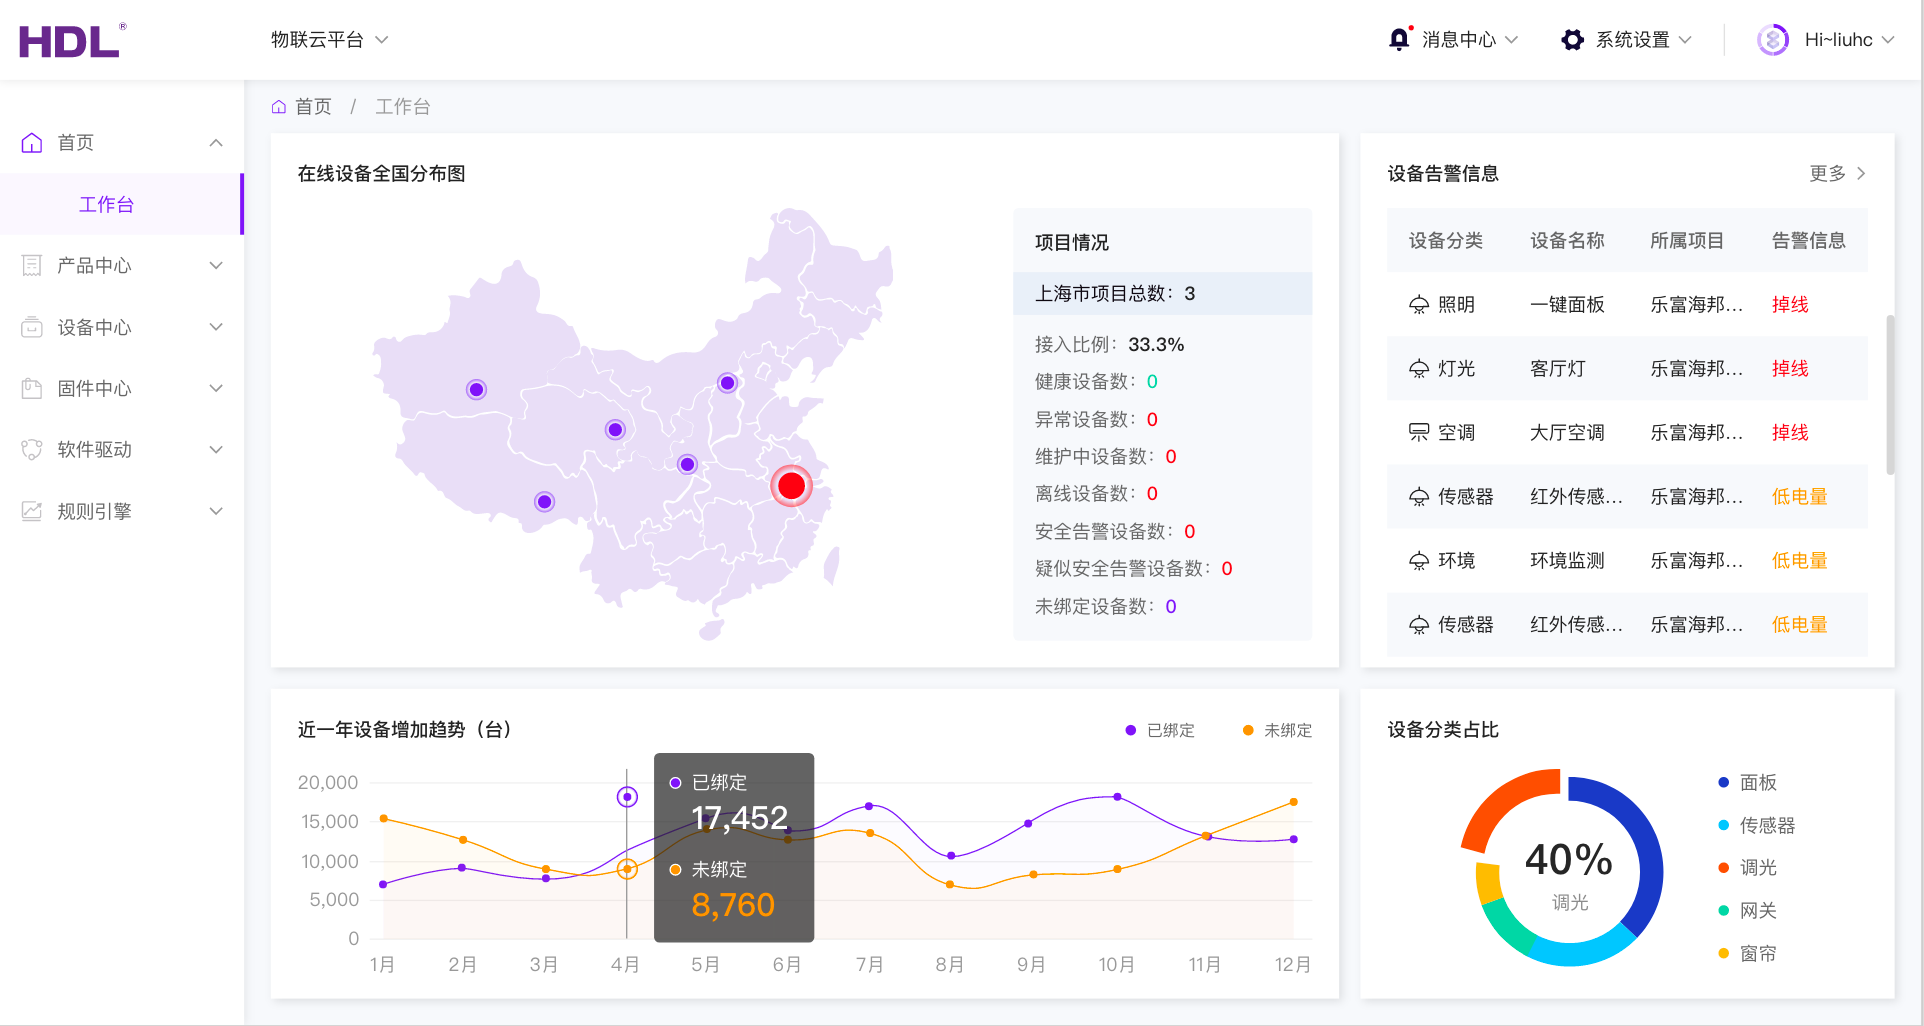 HDL®
物联云平台
消息中心
系统设置
Hi~liuhc
首页
工作台
产品中心
设备中心
固件中心
软件驱动
规则引擎
首页 / 工作台
在线设备全国分布图
项目情况
上海市项目总数：3
接入比例：33.3%
健康设备数：0
异常设备数：0
维护中设备数：0
离线设备数：0
安全告警设备数：0
疑似安全告警设备数：0
未绑定设备数：0
设备告警信息
更多
设备分类 设备名称 所属项目 告警信息
照明 一键面板 乐富海邦... 掉线
灯光 客厅灯 乐富海邦... 掉线
空调 大厅空调 乐富海邦... 掉线
传感器 红外传感... 乐富海邦... 低电量
环境 环境监测 乐富海邦... 低电量
传感器 红外传感... 乐富海邦... 低电量
近一年设备增加趋势（台）
已绑定
未绑定
20,000
15,000
10,000
5,000
0
已绑定
17,452
未绑定
8,760
1月 2月 3月 4月 5月 6月 7月 8月 9月 10月 11月 12月
设备分类占比
40%
调光
面板
传感器
调光
网关
窗帘